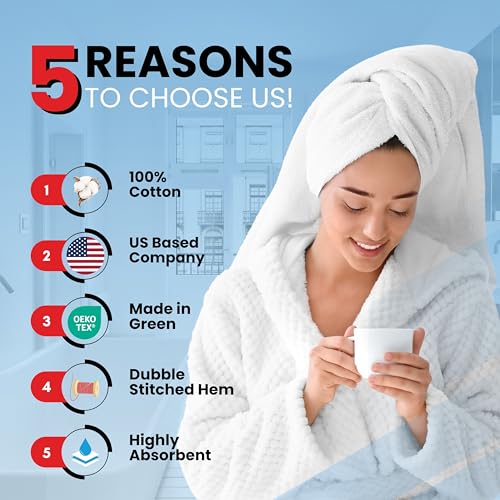 5 REASONS
TO CHOOSE US!
1
100%
Cotton
2
US Based
Company
3
OEKO
TEX®
Made in
Green
4
Dubble
Stitched Hem
5
Highly
Absorbent